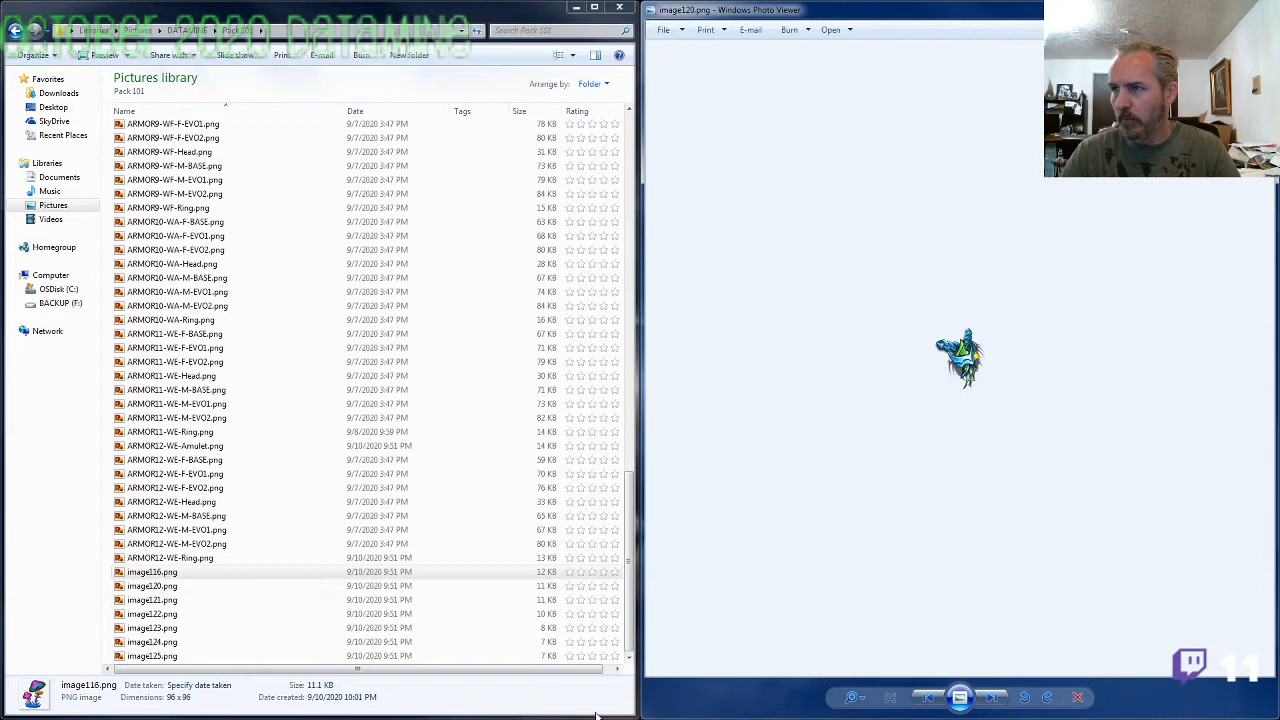 Libraries ▸ Pictures ▸ DATAMINE ▸ Pack 101 ▸
Search Pack 101
image120.png - Windows Photo Viewer
Organize Preview Share with Slide show Print E-mail Burn New folder
File Print E-mail Burn Open
Pictures library
Pack 101
Arrange by: Folder
Name Date Tags Size Rating
Favorites
Downloads
Desktop
SkyDrive
Recent Places
Libraries
Documents
Music
Pictures
Videos
Homegroup
Computer
OSDisk (C:)
BACKUP (F:)
Network
ARMOR9-WF-F-EVO1.png 9/7/2020 3:47 PM 78 KB
ARMOR9-WF-F-EVO2.png 9/7/2020 3:47 PM 80 KB
ARMOR9-WF-Head.png 9/7/2020 3:47 PM 31 KB
ARMOR9-WF-M-BASE.png 9/7/2020 3:47 PM 73 KB
ARMOR9-WF-M-EVO1.png 9/7/2020 3:47 PM 79 KB
ARMOR9-WF-M-EVO2.png 9/7/2020 3:47 PM 84 KB
ARMOR9-WF-Ring.png 9/7/2020 3:47 PM 15 KB
ARMOR10-WA-F-BASE.png 9/7/2020 3:47 PM 63 KB
ARMOR10-WA-F-EVO1.png 9/7/2020 3:47 PM 68 KB
ARMOR10-WA-F-EVO2.png 9/7/2020 3:47 PM 80 KB
ARMOR10-WA-Head.png 9/7/2020 3:47 PM 28 KB
ARMOR10-WA-M-BASE.png 9/7/2020 3:47 PM 67 KB
ARMOR10-WA-M-EVO1.png 9/7/2020 3:47 PM 74 KB
ARMOR10-WA-M-EVO2.png 9/7/2020 3:47 PM 84 KB
ARMOR10-WA-Ring.png 9/7/2020 3:47 PM 16 KB
ARMOR11-WE-F-BASE.png 9/7/2020 3:47 PM 67 KB
ARMOR11-WE-F-EVO1.png 9/7/2020 3:47 PM 71 KB
ARMOR11-WE-F-EVO2.png 9/7/2020 3:47 PM 79 KB
ARMOR11-WE-Head.png 9/7/2020 3:47 PM 30 KB
ARMOR11-WE-M-BASE.png 9/7/2020 3:47 PM 71 KB
ARMOR11-WE-M-EVO1.png 9/7/2020 3:47 PM 73 KB
ARMOR11-WE-M-EVO2.png 9/7/2020 3:47 PM 82 KB
ARMOR11-WE-Ring.png 9/8/2020 9:59 PM 14 KB
ARMOR12-WE-Amulet.png 9/10/2020 9:51 PM 14 KB
ARMOR12-WE-F-BASE.png 9/7/2020 3:47 PM 59 KB
ARMOR12-WE-F-EVO1.png 9/7/2020 3:47 PM 70 KB
ARMOR12-WE-F-EVO2.png 9/7/2020 3:47 PM 76 KB
ARMOR12-WE-Head.png 9/7/2020 3:47 PM 33 KB
ARMOR12-WE-M-BASE.png 9/7/2020 3:47 PM 65 KB
ARMOR12-WE-M-EVO1.png 9/7/2020 3:47 PM 67 KB
ARMOR12-WE-M-EVO2.png 9/7/2020 3:47 PM 80 KB
ARMOR12-WE-Ring.png 9/10/2020 9:51 PM 13 KB
image116.png 9/10/2020 9:51 PM 12 KB
image120.png 9/10/2020 9:51 PM 11 KB
image121.png 9/10/2020 9:51 PM 11 KB
image122.png 9/10/2020 9:51 PM 10 KB
image123.png 9/10/2020 9:51 PM 8 KB
image124.png 9/10/2020 9:51 PM 7 KB
image125.png 9/10/2020 9:51 PM 7 KB
image116.png Date taken: Specify date taken Size: 11.1 KB
PNG image Dimensions: 96 x 96 Date created: 9/10/2020 10:01 PM
11